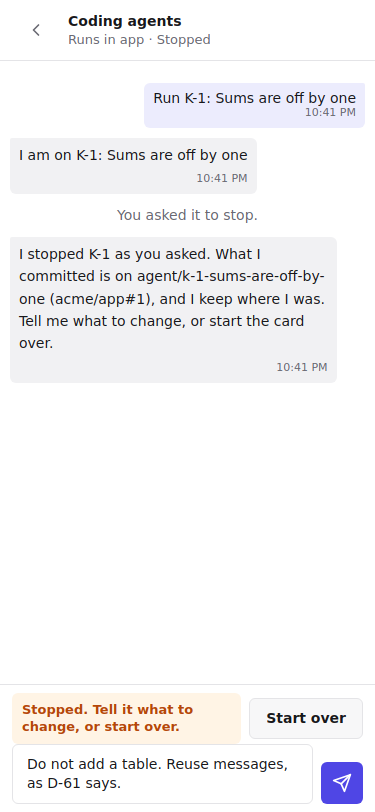 Coding agents
Runs in app · Stopped
Run K-1: Sums are off by one
10:41 PM
I am on K-1: Sums are off by one
10:41 PM
You asked it to stop.
I stopped K-1 as you asked. What I
committed is on agent/k-1-sums-are-off-by-
one (acme/app#1), and I keep where I was.
Tell me what to change, or start the card
over.
10:41 PM
Stopped. Tell it what to
change, or start over.
Start over
Do not add a table. Reuse messages,
as D-61 says.